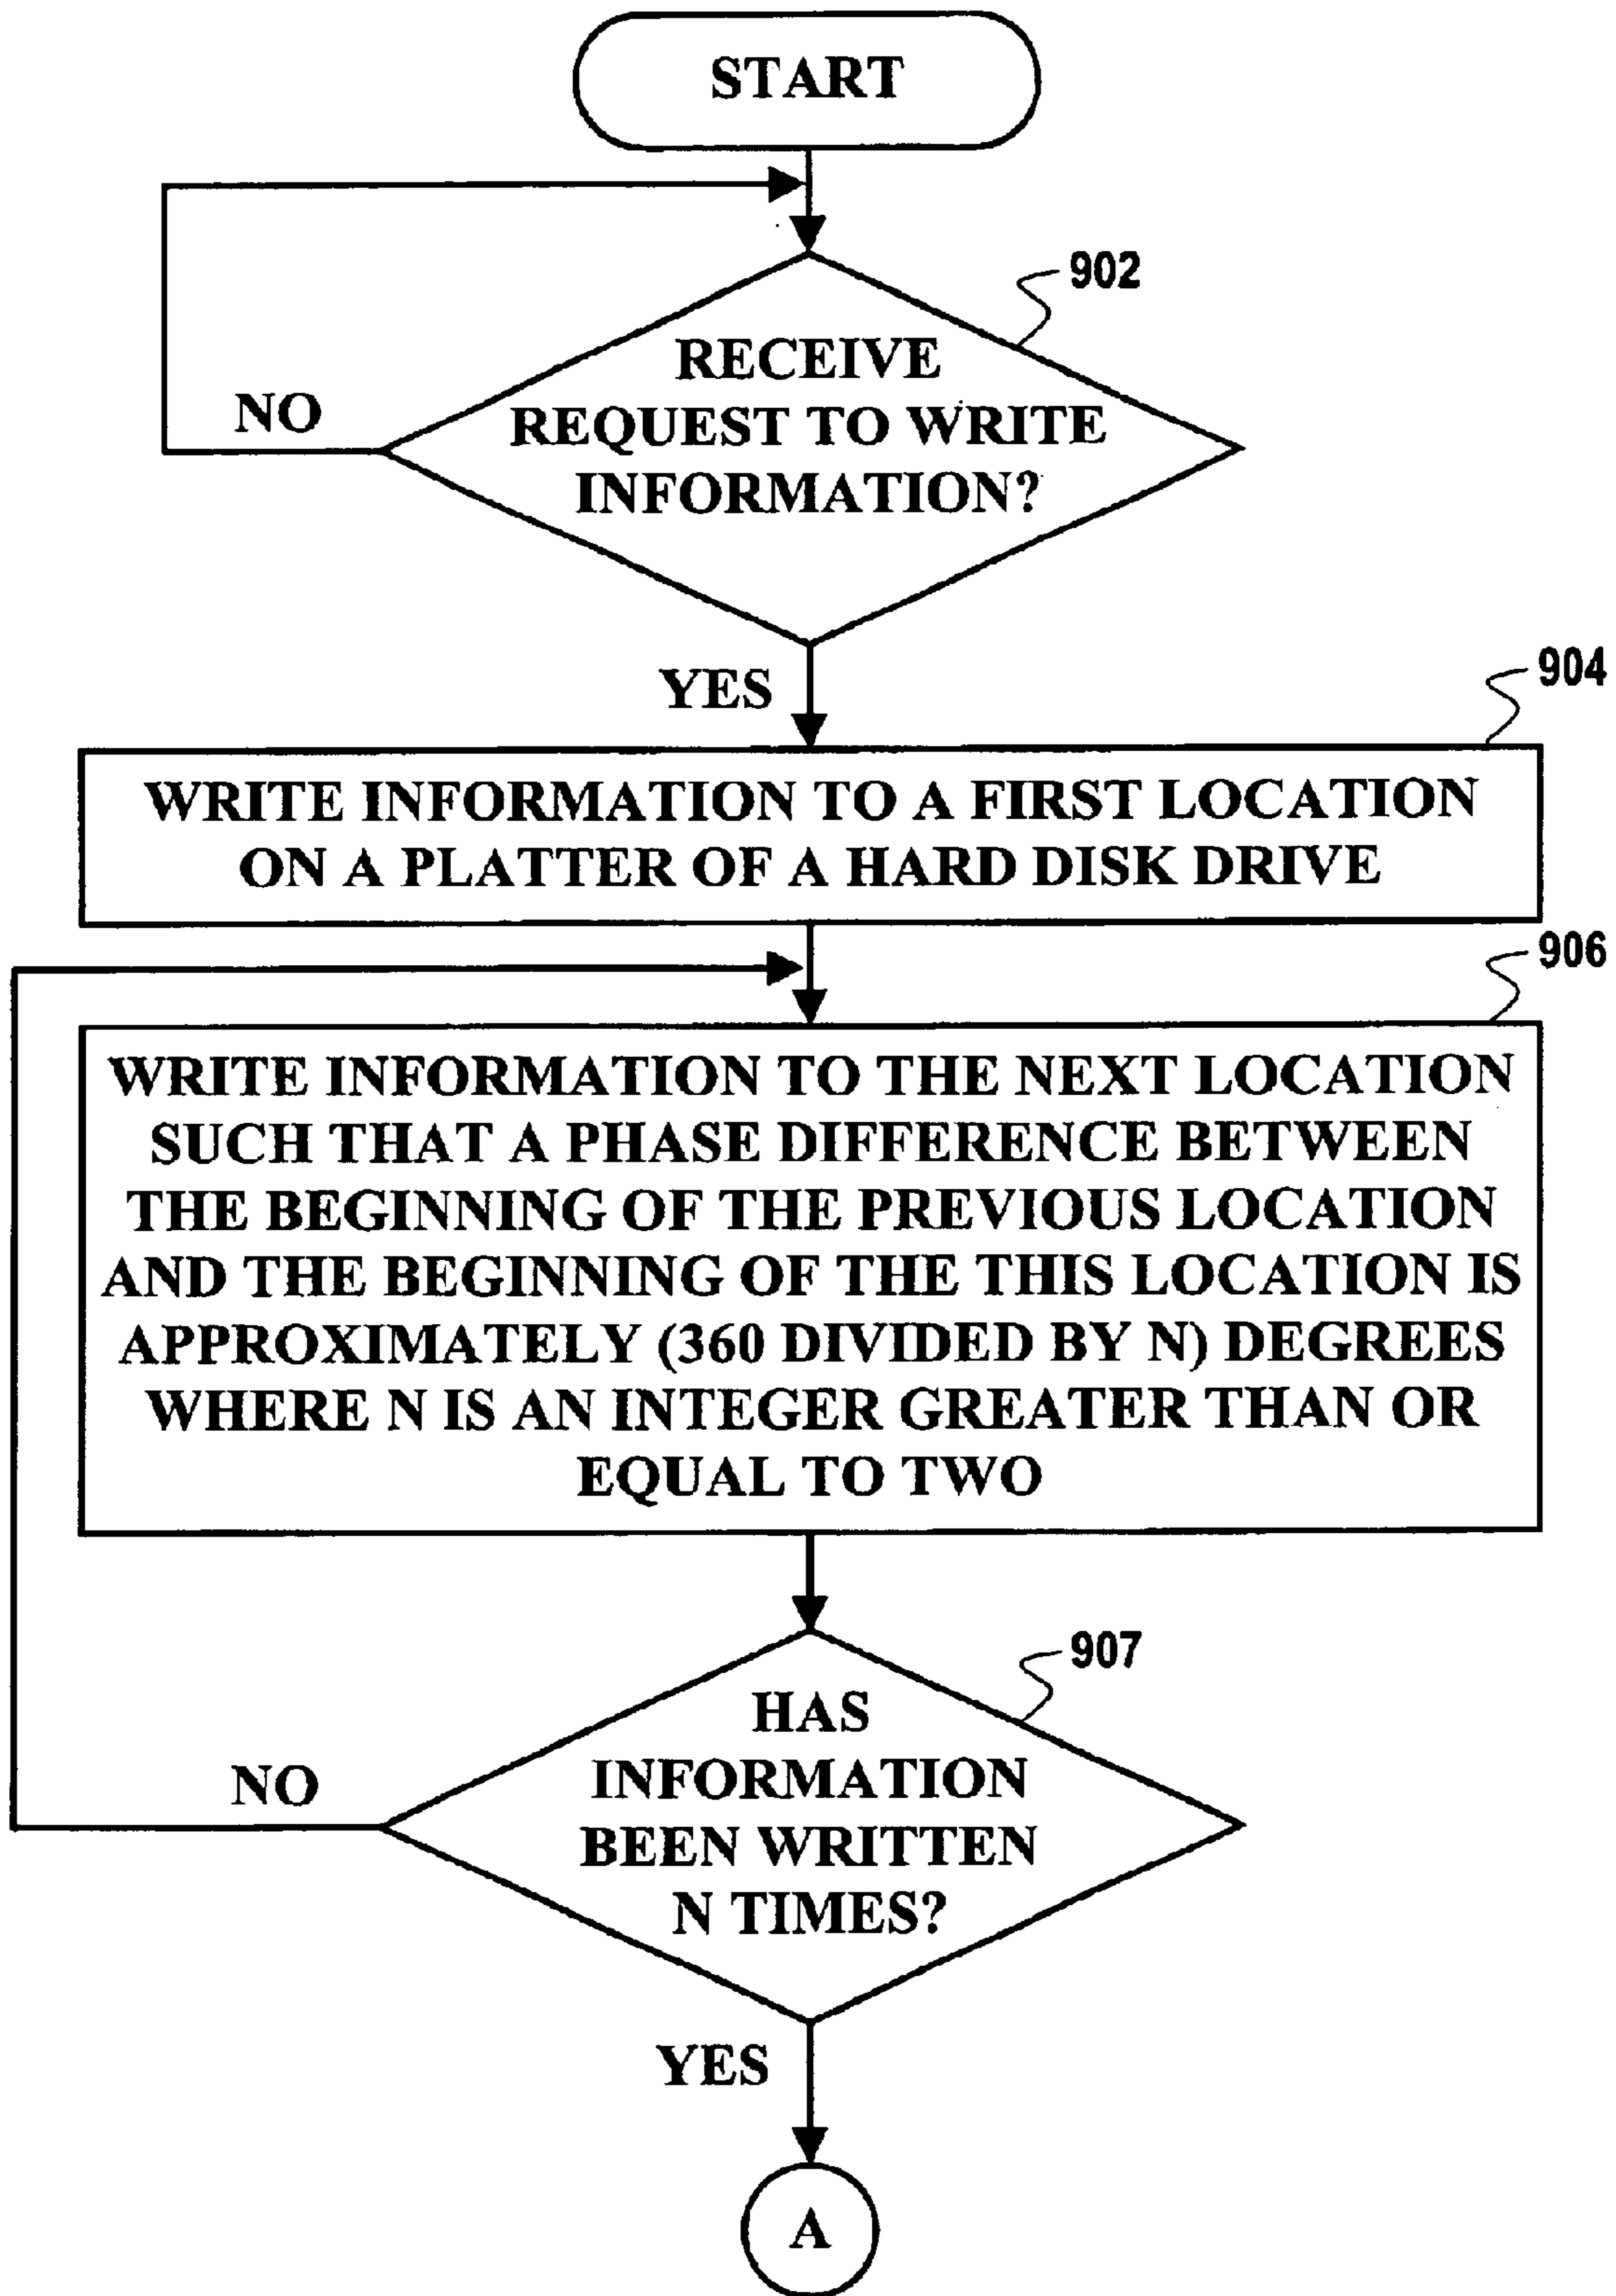 START
902
RECEIVE
REQUEST TO WRITE
INFORMATION?
NO
YES
904
WRITE INFORMATION TO A FIRST LOCATION
ON A PLATTER OF A HARD DISK DRIVE
906
WRITE INFORMATION TO THE NEXT LOCATION
SUCH THAT A PHASE DIFFERENCE BETWEEN
THE BEGINNING OF THE PREVIOUS LOCATION
AND THE BEGINNING OF THE THIS LOCATION IS
APPROXIMATELY (360 DIVIDED BY N) DEGREES
WHERE N IS AN INTEGER GREATER THAN OR
EQUAL TO TWO
907
HAS
INFORMATION
BEEN WRITTEN
N TIMES?
NO
YES
A